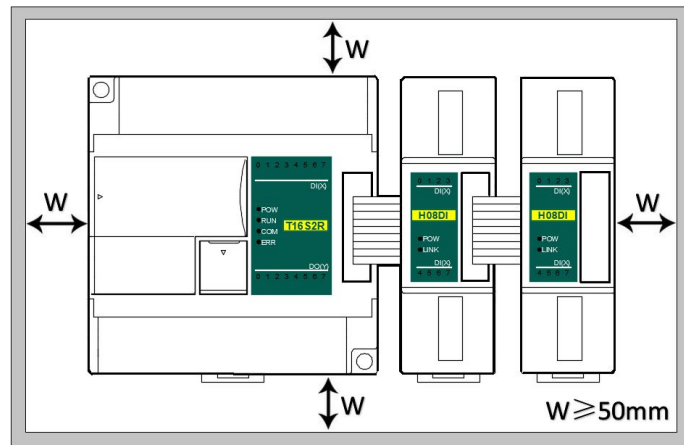 W
0 1 2 3 4 5 6 7
DI(X)
POW
RUN
COM
ERR
T16S2R
DO(Y)
0 1 2 3 4 5 6 7
0 1 2 3
DI(X)
H08DI
POW
LINK
DI(X)
4 5 6 7
0 1 2 3
DI(X)
H08DI
POW
LINK
DI(X)
4 5 6 7
W
W
W
W≥50mm